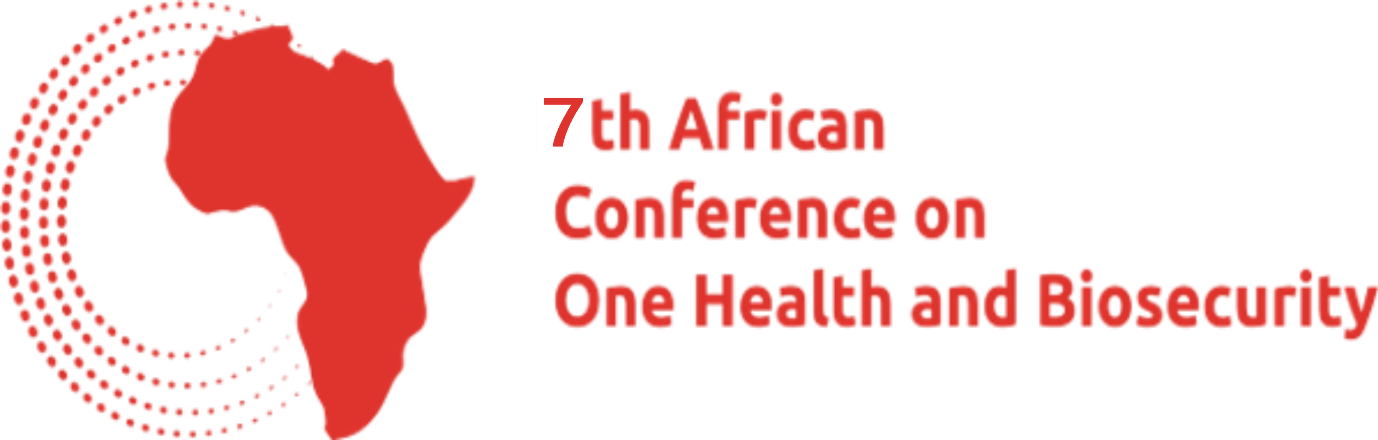 7th African
Conference on
One Health and Biosecurity